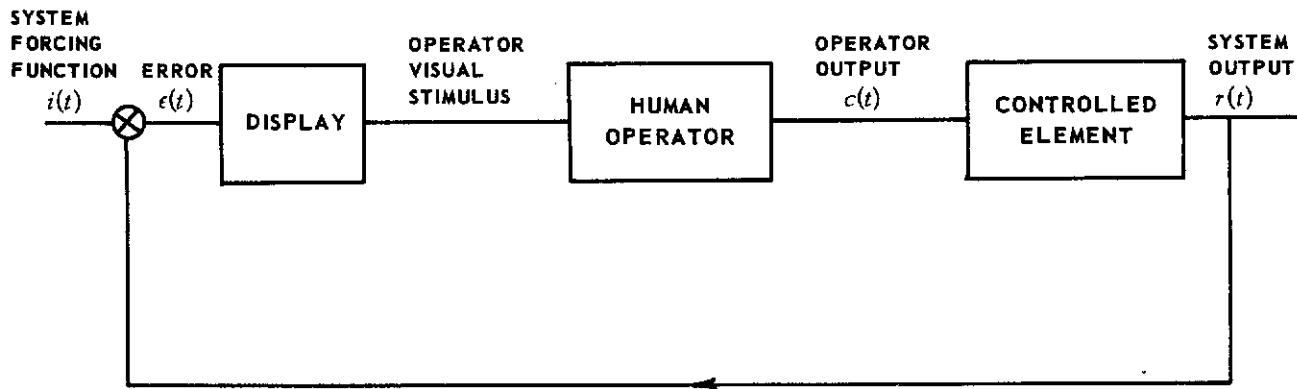 SYSTEM
FORCING
FUNCTION
i(t)
ERROR
ϵ(t)
DISPLAY
OPERATOR
VISUAL
STIMULUS
HUMAN
OPERATOR
OPERATOR
OUTPUT
c(t)
CONTROLLED
ELEMENT
SYSTEM
OUTPUT
r(t)